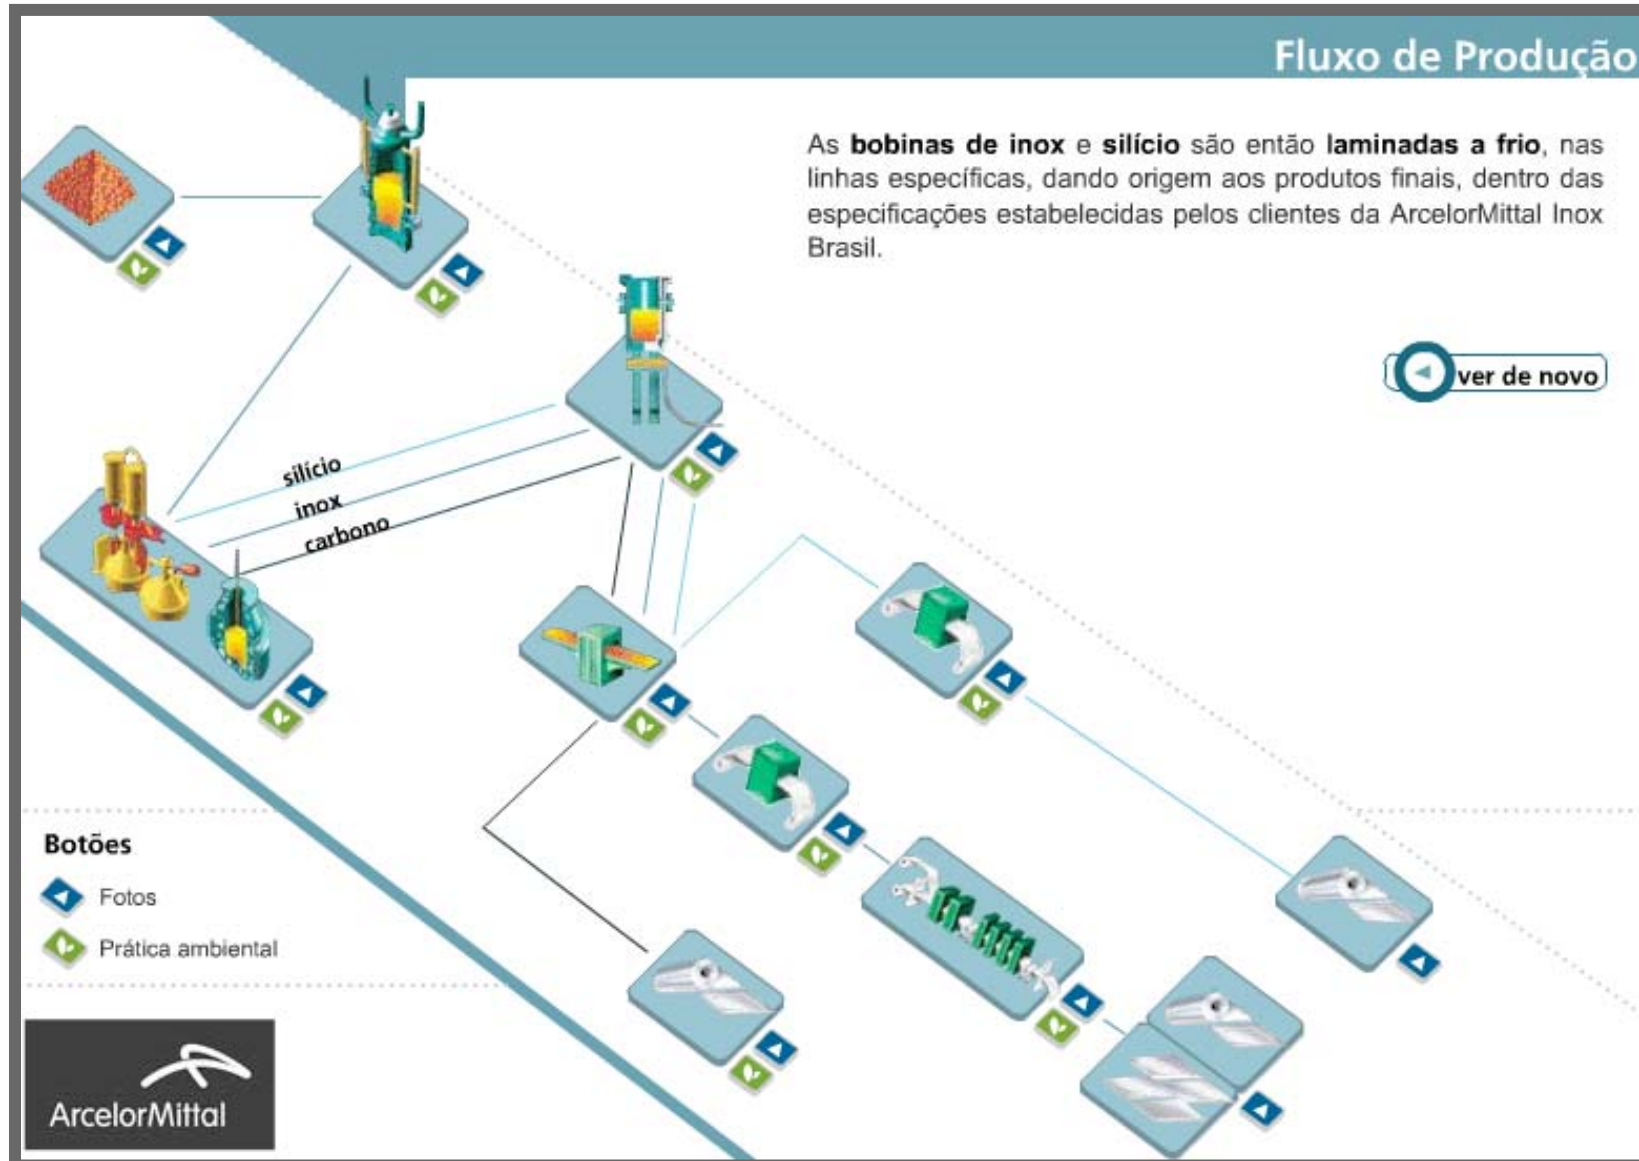 Fluxo de Produção
As bobinas de inox e silício são então laminadas a frio, nas
linhas específicas, dando origem aos produtos finais, dentro das
especificações estabelecidas pelos clientes da ArcelorMittal Inox
Brasil.
ver de novo
silício
inox
carbono
Botões
Fotos
Prática ambiental
ArcelorMittal